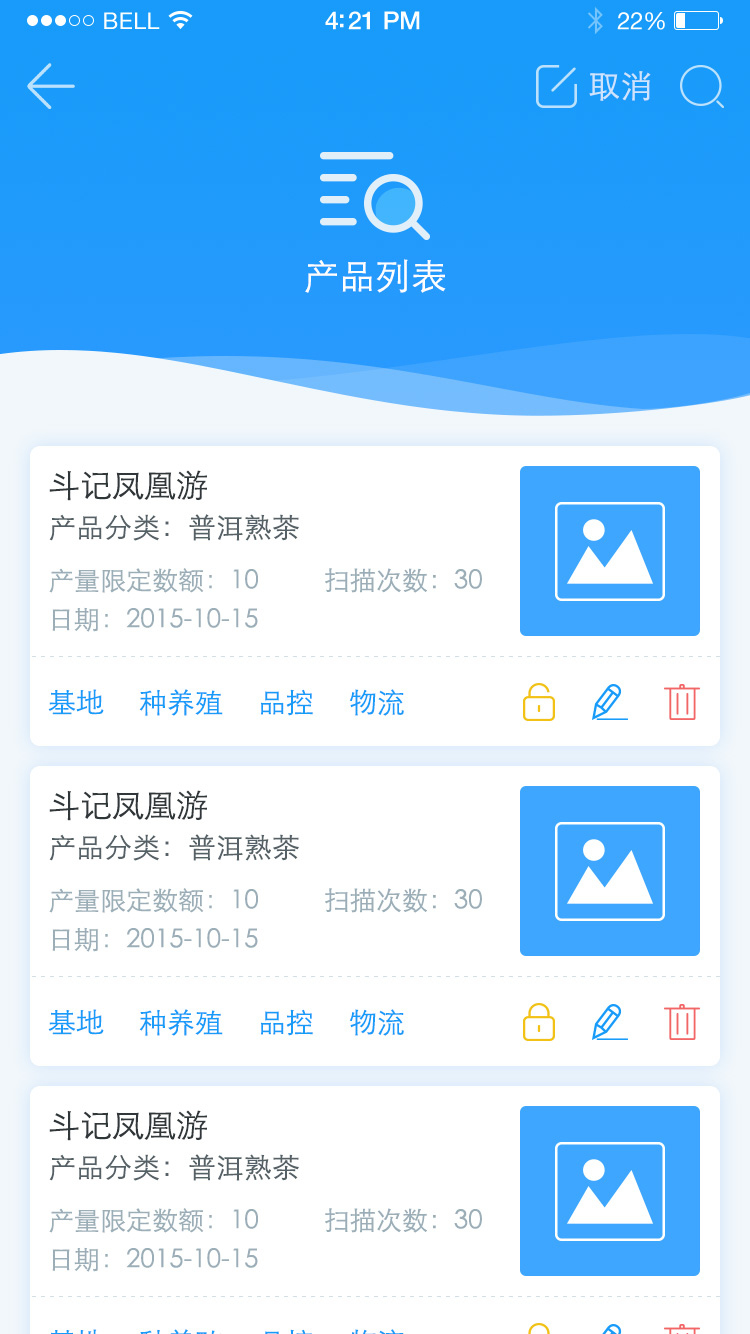 BELL 4:21 PM 22%
取消
产品列表
斗记凤凰游
产品分类：普洱熟茶
产量限定数额：10 扫描次数：30
日期：2015-10-15
基地 种养殖 品控 物流
斗记凤凰游
产品分类：普洱熟茶
产量限定数额：10 扫描次数：30
日期：2015-10-15
基地 种养殖 品控 物流
斗记凤凰游
产品分类：普洱熟茶
产量限定数额：10 扫描次数：30
日期：2015-10-15